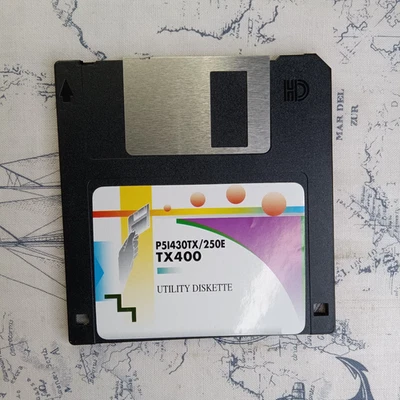 HD
MAR DEL
ZUR
P5I430TX/250E
TX400
UTILITY DISKETTE